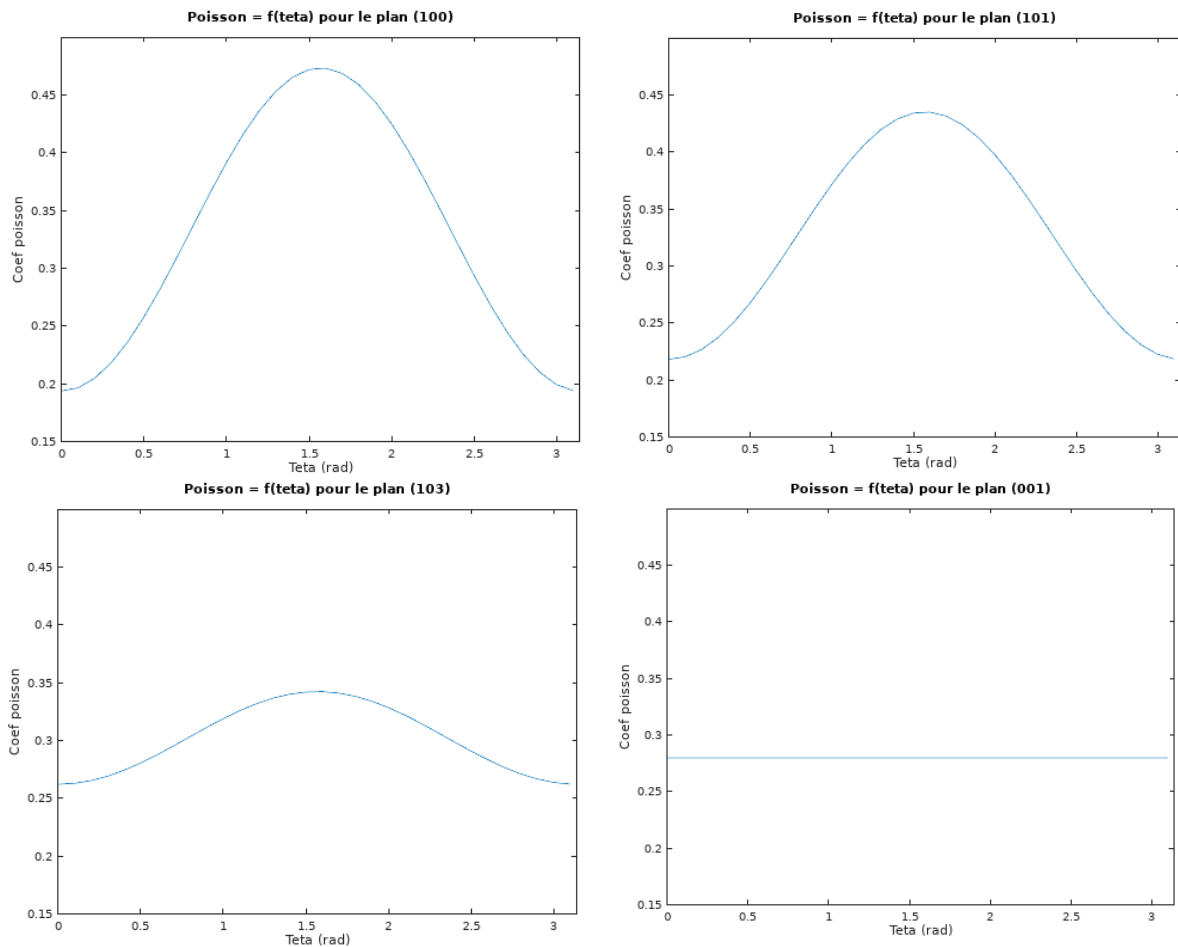 Poisson = f(teta) pour le plan (100)
0.45
0.4
0.35
0.3
0.25
0.2
0.15
Coef poisson
0 0.5 1 1.5 2 2.5 3
Teta (rad)
Poisson = f(teta) pour le plan (101)
0.45
0.4
0.35
0.3
0.25
0.2
0.15
Coef poisson
0 0.5 1 1.5 2 2.5 3
Teta (rad)
Poisson = f(teta) pour le plan (103)
0.45
0.4
0.35
0.3
0.25
0.2
0.15
Coef poisson
0 0.5 1 1.5 2 2.5 3
Teta (rad)
Poisson = f(teta) pour le plan (001)
0.45
0.4
0.35
0.3
0.25
0.2
0.15
Coef poisson
0 0.5 1 1.5 2 2.5 3
Teta (rad)